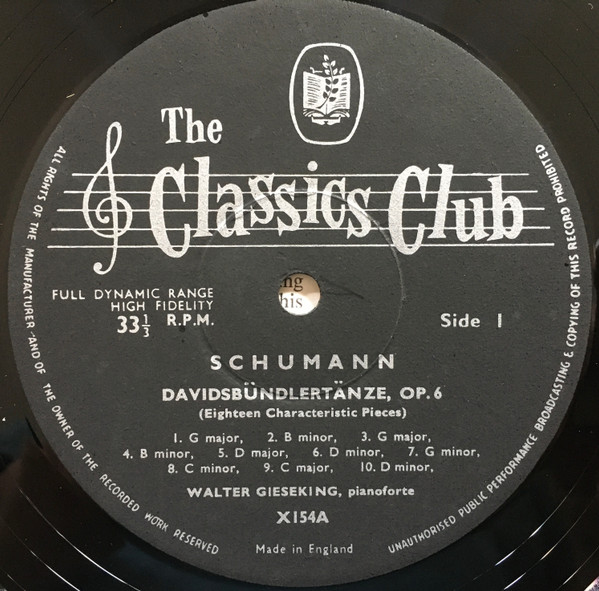 The
Classics Club
FULL DYNAMIC RANGE
HIGH FIDELITY
33⅓ R.P.M.
Side 1
ng
his
SCHUMANN
DAVIDSBÜNDLERTÄNZE, OP. 6
(Eighteen Characteristic Pieces)
1. G major, 2. B minor, 3. G major,
4. B minor, 5. D major, 6. D minor, 7. G minor,
8. C minor, 9. C major, 10. D minor,
WALTER GIESEKING, pianoforte
X154A
Made in England
ALL RIGHTS OF THE MANUFACTURER AND OF THE OWNER OF THE RECORDED WORK RESERVED
UNAUTHORISED PUBLIC PERFORMANCE BROADCASTING & COPYING OF THIS RECORD PROHIBITED